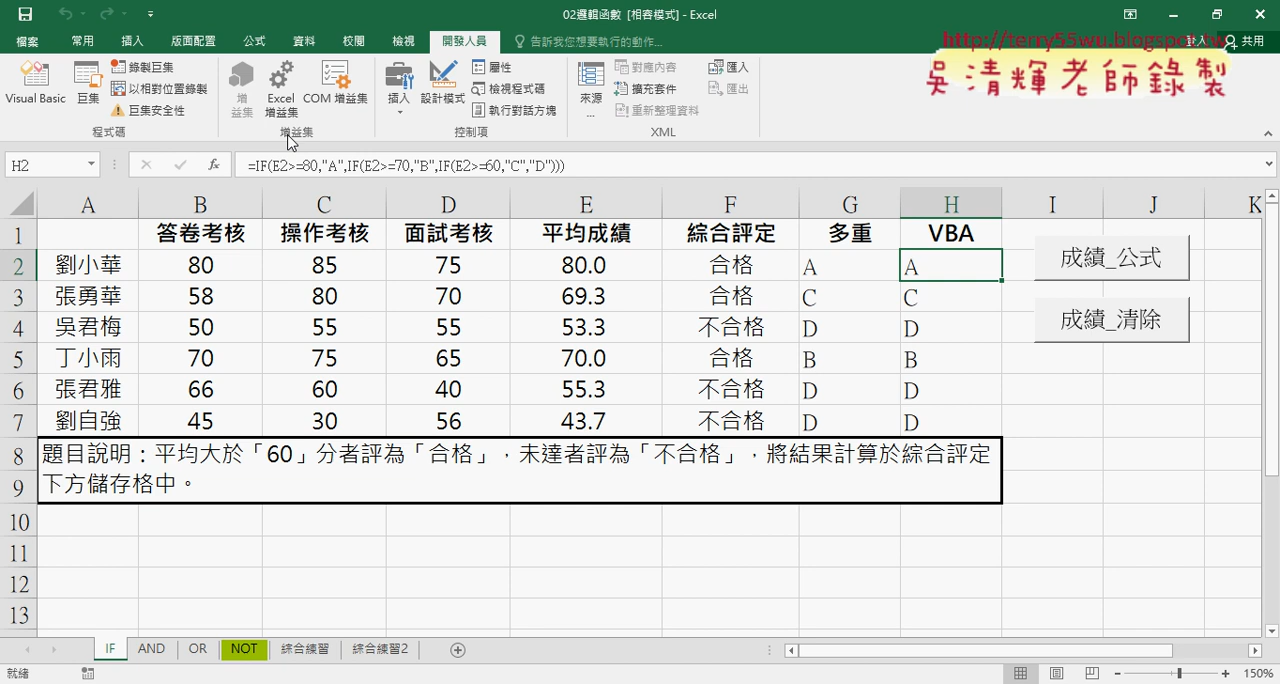 02邏輯函數 [相容模式] - Excel
檔案 常用 插入 版面配置 公式 資料 校閱 檢視 開發人員 告訴我您想要執行的動作... 登入 共用
http://terry55wu.blogspot.tw
吳清輝老師錄製
Visual Basic 巨集 錄製巨集 以相對位置錄製 巨集安全性
增益集 Excel 增益集 COM 增益集
插入 設計模式 屬性 檢視程式碼 執行對話方塊
來源... 對應內容 擴充套件 重新整理資料 匯入 匯出
程式碼 增益集 控制項 XML
H2 fx =IF(E2>=80,"A",IF(E2>=70,"B",IF(E2>=60,"C","D")))
A B C D E F G H I J K
1 答卷考核 操作考核 面試考核 平均成績 綜合評定 多重 VBA
2 劉小華 80 85 75 80.0 合格 A A 成績_公式
3 張勇華 58 80 70 69.3 合格 C C 成績_清除
4 吳君梅 50 55 55 53.3 不合格 D D
5 丁小雨 70 75 65 70.0 合格 B B
6 張君雅 66 60 40 55.3 不合格 D D
7 劉自強 45 30 56 43.7 不合格 D D
8 題目說明：平均大於「60」分者評為「合格」，未達者評為「不合格」，將結果計算於綜合評定
9 下方儲存格中。
10
11
12
13
IF AND OR NOT 綜合練習 綜合練習2
就緒 150%